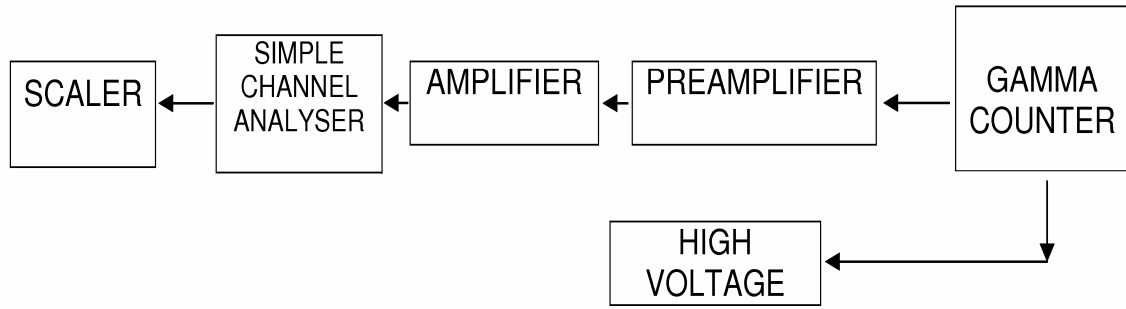 SCALER
SIMPLE
CHANNEL
ANALYSER
AMPLIFIER
PREAMPLIFIER
GAMMA
COUNTER
HIGH
VOLTAGE